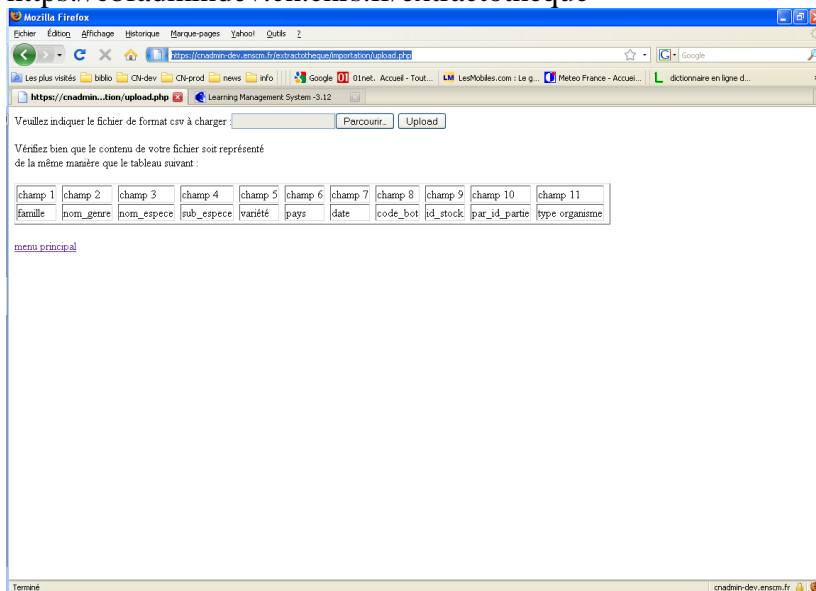 Mozilla Firefox
Fichier Édition Affichage Historique Marque-pages Yahoo! Outils ?
https://cnadmin-dev.enscm.fr/extractotheque/importation/upload.php Google
Les plus visités biblio CN-dev CN-prod news info Google 01net. Accueil - Tout... LesMobiles.com : Le g... Meteo France - Accuei... dictionnaire en ligne d...
https://cnadmin...tion/upload.php Learning Management System -3.12
Veuillez indiquer le fichier de format csv à charger : Parcourir... Upload
Vérifiez bien que le contenu de votre fichier soit représenté
de la même manière que le tableau suivant :
champ 1 champ 2 champ 3 champ 4 champ 5 champ 6 champ 7 champ 8 champ 9 champ 10 champ 11
famille nom_genre nom_espece sub_espece variété pays date code_bot id_stock par_id_partie type organisme
menu principal
Terminé cnadmin-dev.enscm.fr